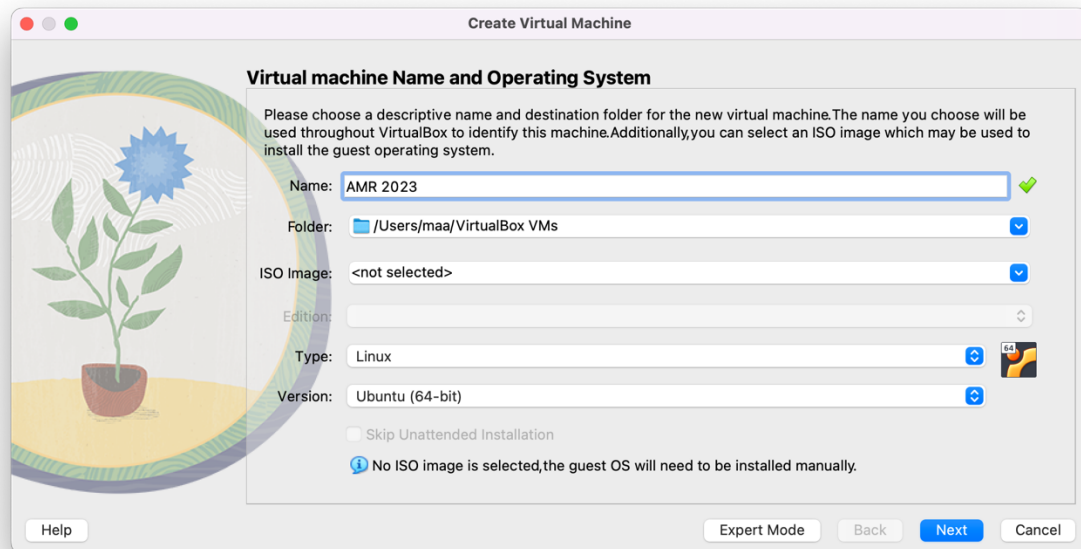 Create Virtual Machine
Virtual machine Name and Operating System
Please choose a descriptive name and destination folder for the new virtual machine.The name you choose will be
used throughout VirtualBox to identify this machine.Additionally,you can select an ISO image which may be used to
install the guest operating system.
Name: AMR 2023
Folder: /Users/maa/VirtualBox VMs
ISO Image: <not selected>
Edition:
Type: Linux 64
Version: Ubuntu (64-bit)
Skip Unattended Installation
No ISO image is selected,the guest OS will need to be installed manually.
Help Expert Mode Back Next Cancel